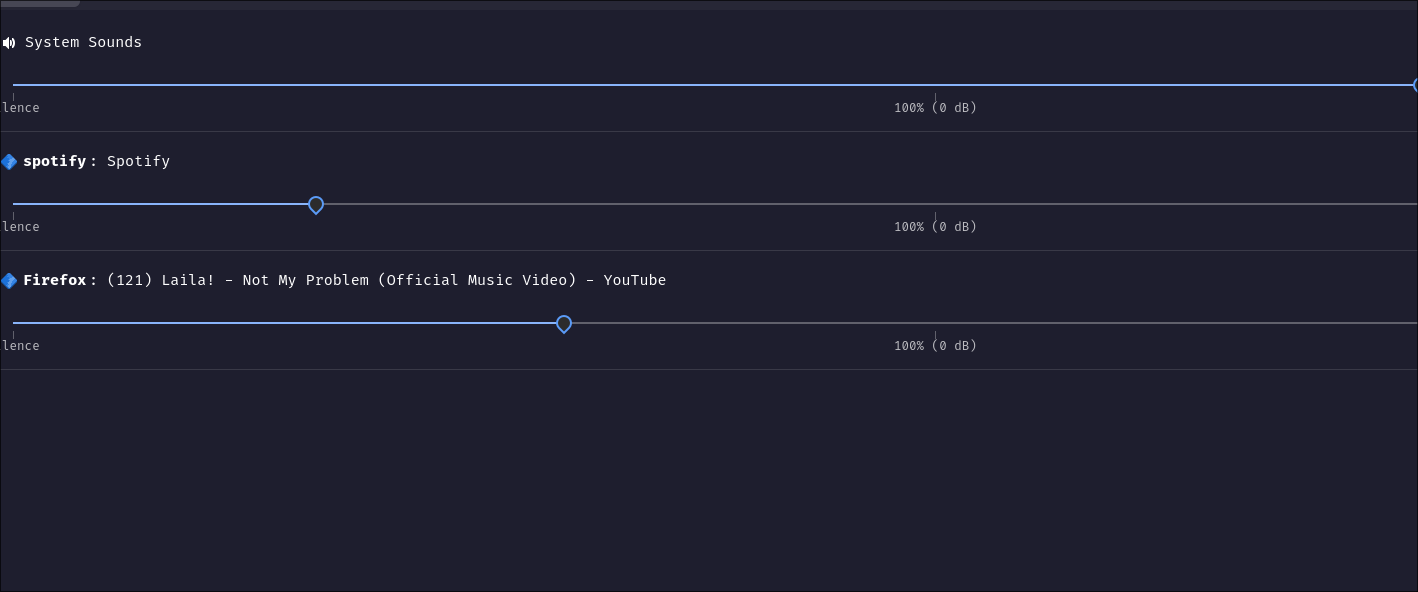 System Sounds
lence 100% (0 dB)
spotify: Spotify
lence 100% (0 dB)
Firefox: (121) Laila! - Not My Problem (Official Music Video) - YouTube
lence 100% (0 dB)